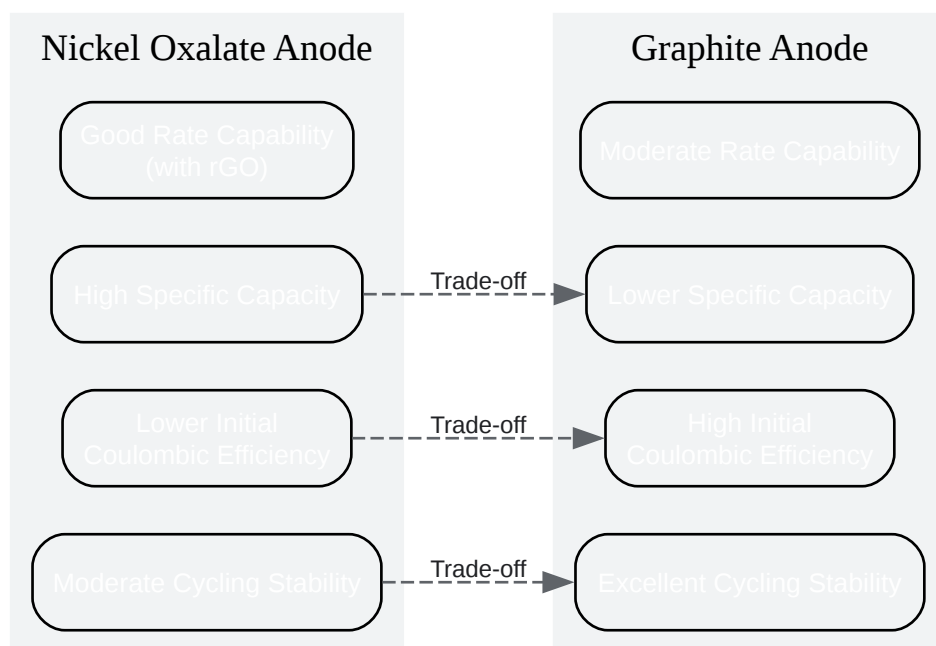 Nickel Oxalate Anode
Graphite Anode
Good Rate Capability
(with rGO)
Moderate Rate Capability
High Specific Capacity
Trade-off
Lower Specific Capacity
Lower Initial
Coulombic Efficiency
Trade-off
High Initial
Coulombic Efficiency
Moderate Cycling Stability
Trade-off
Excellent Cycling Stability